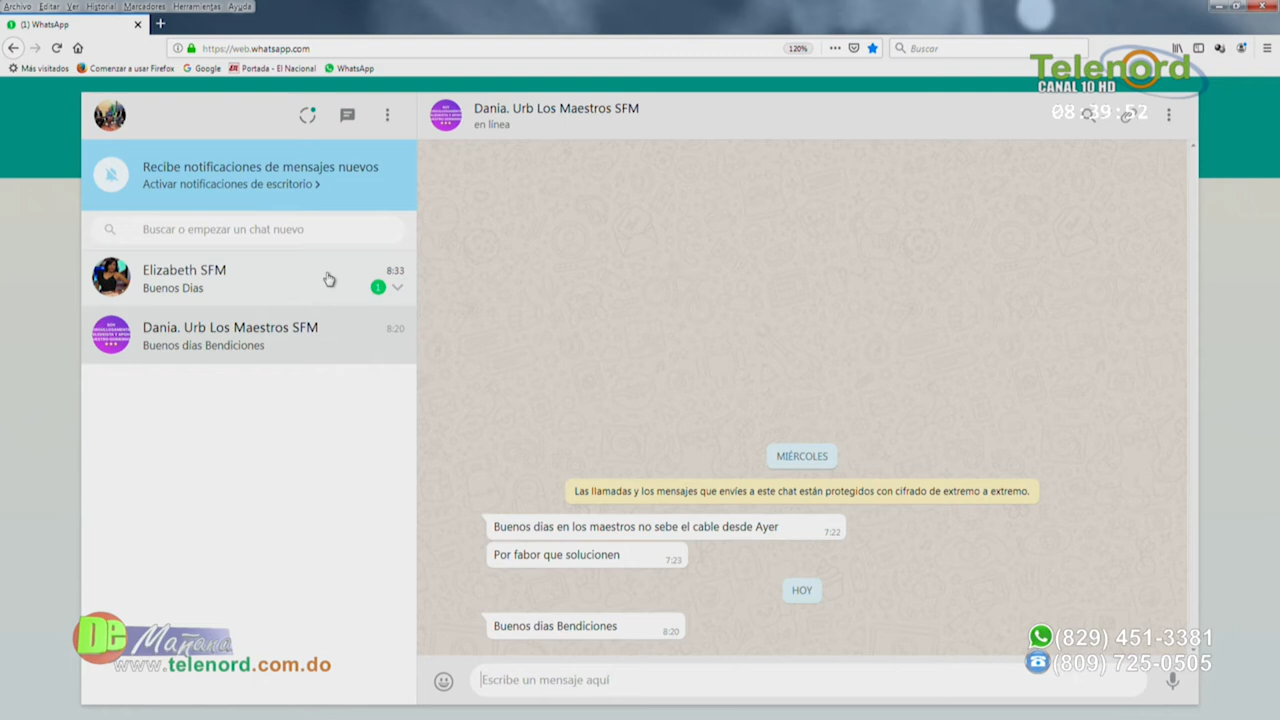 Archivo Editar Ver Historial Marcadores Herramientas Ayuda
(1) WhatsApp
https://web.whatsapp.com
120%
Buscar
Más visitados Comenzar a usar Firefox Google Portada - El Nacional WhatsApp
Telenord
CANAL 10 HD
08:39:52
Dania. Urb Los Maestros SFM
en línea
Recibe notificaciones de mensajes nuevos
Activar notificaciones de escritorio >
Buscar o empezar un chat nuevo
Elizabeth SFM 8:33
Buenos Dias 1
Dania. Urb Los Maestros SFM 8:20
Buenos dias Bendiciones
MIÉRCOLES
Las llamadas y los mensajes que envíes a este chat están protegidos con cifrado de extremo a extremo.
Buenos dias en los maestros no sebe el cable desde Ayer 7:22
Por fabor que solucionen 7:23
HOY
Buenos dias Bendiciones 8:20
Escribe un mensaje aquí
De Mañana
www.telenord.com.do
(829) 451-3381
(809) 725-0505